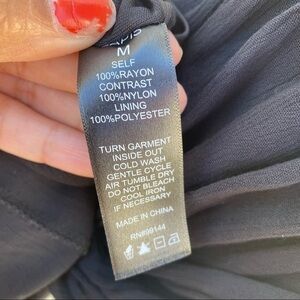 M
SELF
100%RAYON
CONTRAST
100%NYLON
LINING
100%POLYESTER
TURN GARMENT
INSIDE OUT
COLD WASH
GENTLE CYCLE
AIR TUMBLE DRY
DO NOT BLEACH
COOL IRON
IF NECESSARY
MADE IN CHINA
RN#99144